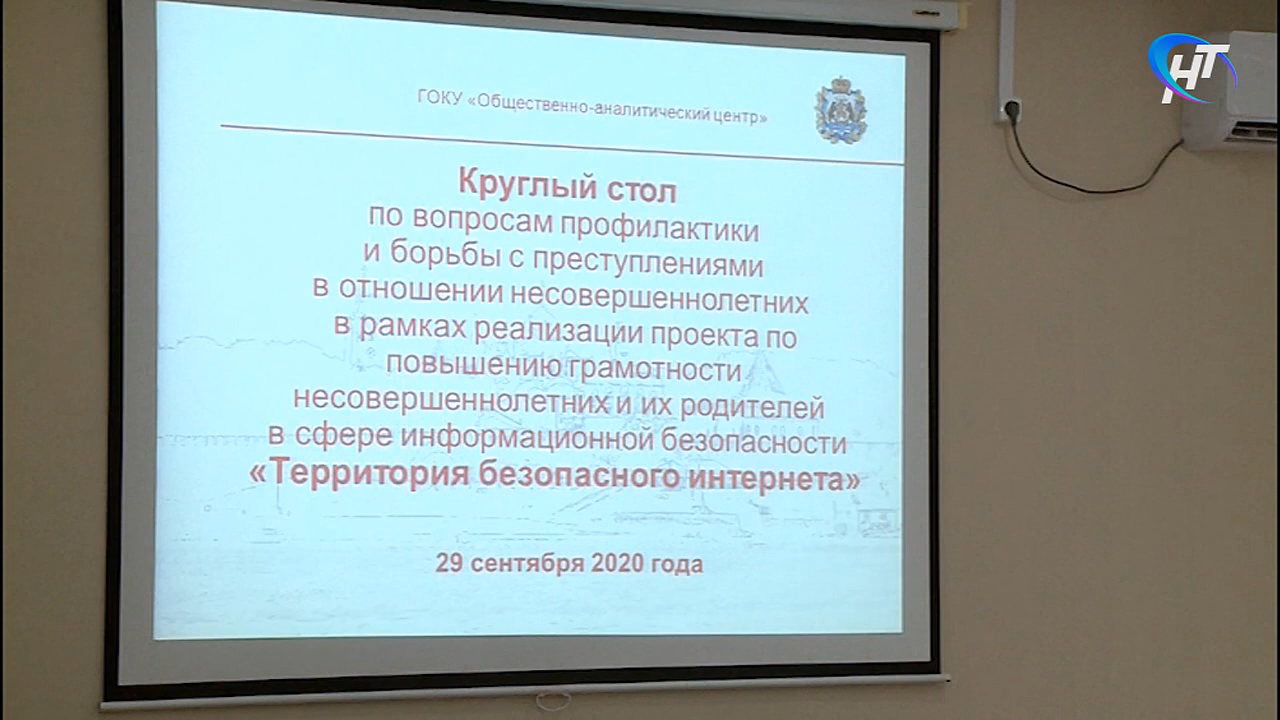 НТ
ГОКУ «Общественно-аналитический центр»
Круглый стол
по вопросам профилактики
и борьбы с преступлениями
в отношении несовершеннолетних
в рамках реализации проекта по
повышению грамотности
несовершеннолетних и их родителей
в сфере информационной безопасности
«Территория безопасного интернета»
29 сентября 2020 года